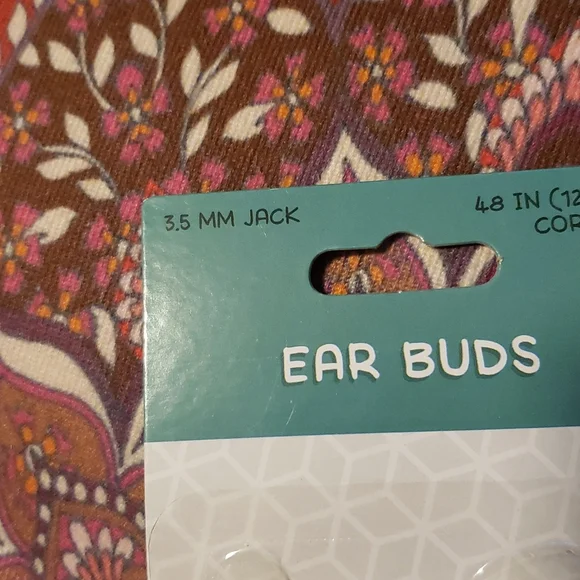 3.5 MM JACK
48 IN (12
COR
EAR BUDS